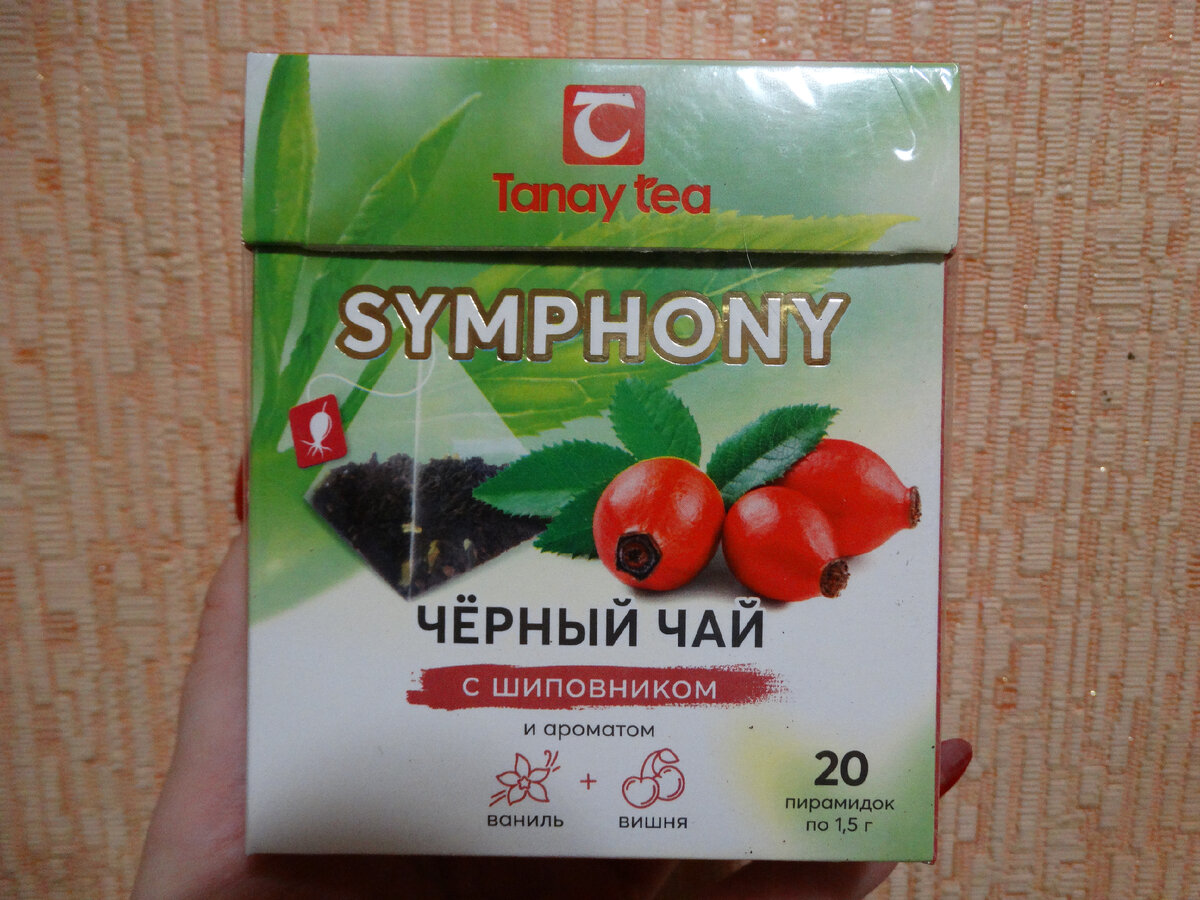 Tanay tea
SYMPHONY
ЧЁРНЫЙ ЧАЙ
С ШИПОВНИКОМ
и ароматом
ваниль + вишня
20
пирамидок
по 1,5 г